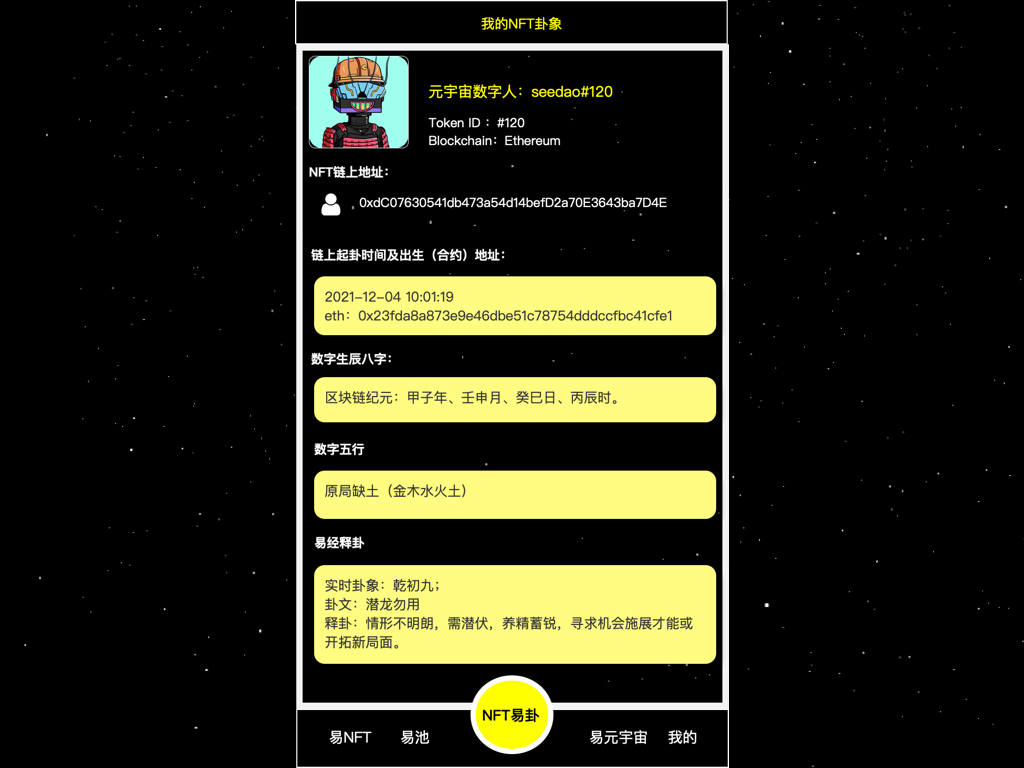 我的NFT卦象
元宇宙数字人：seedao#120
Token ID ：#120
Blockchain：Ethereum
NFT链上地址：
0xdC07630541db473a54d14befD2a70E3643ba7D4E
链上起卦时间及出生（合约）地址：
2021-12-04 10:01:19
eth：0x23fda8a873e9e46dbe51c78754dddccfbc41cfe1
数字生辰八字：
区块链纪元：甲子年、壬申月、癸巳日、丙辰时。
数字五行
原局缺土（金木水火土）
易经释卦
实时卦象：乾初九；
卦文：潜龙勿用
释卦：情形不明朗，需潜伏，养精蓄锐，寻求机会施展才能或
开拓新局面。
易NFT 易池 NFT易卦 易元宇宙 我的